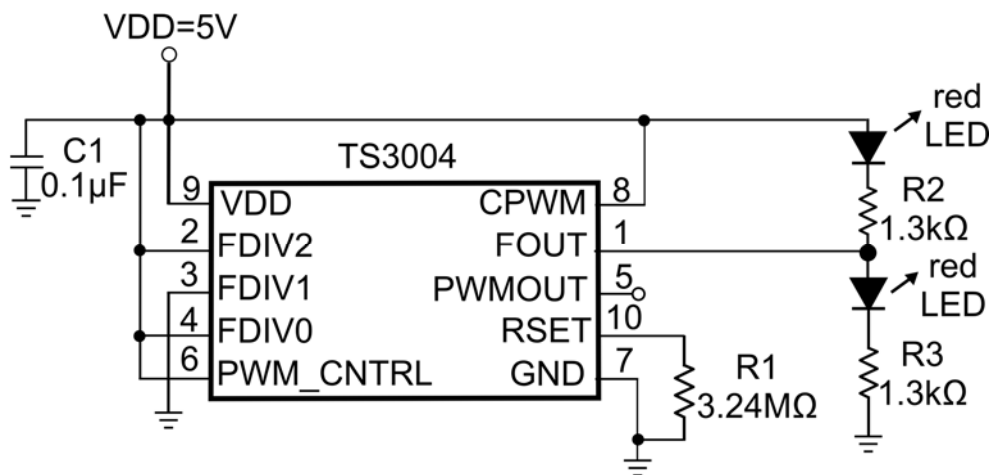 VDD=5V
C1
0.1µF
TS3004
9
VDD
2
FDIV2
3
FDIV1
4
FDIV0
6
PWM_CNTRL
CPWM
8
FOUT
1
PWMOUT
5
RSET
10
GND
7
R1
3.24MΩ
red
LED
R2
1.3kΩ
red
LED
R3
1.3kΩ